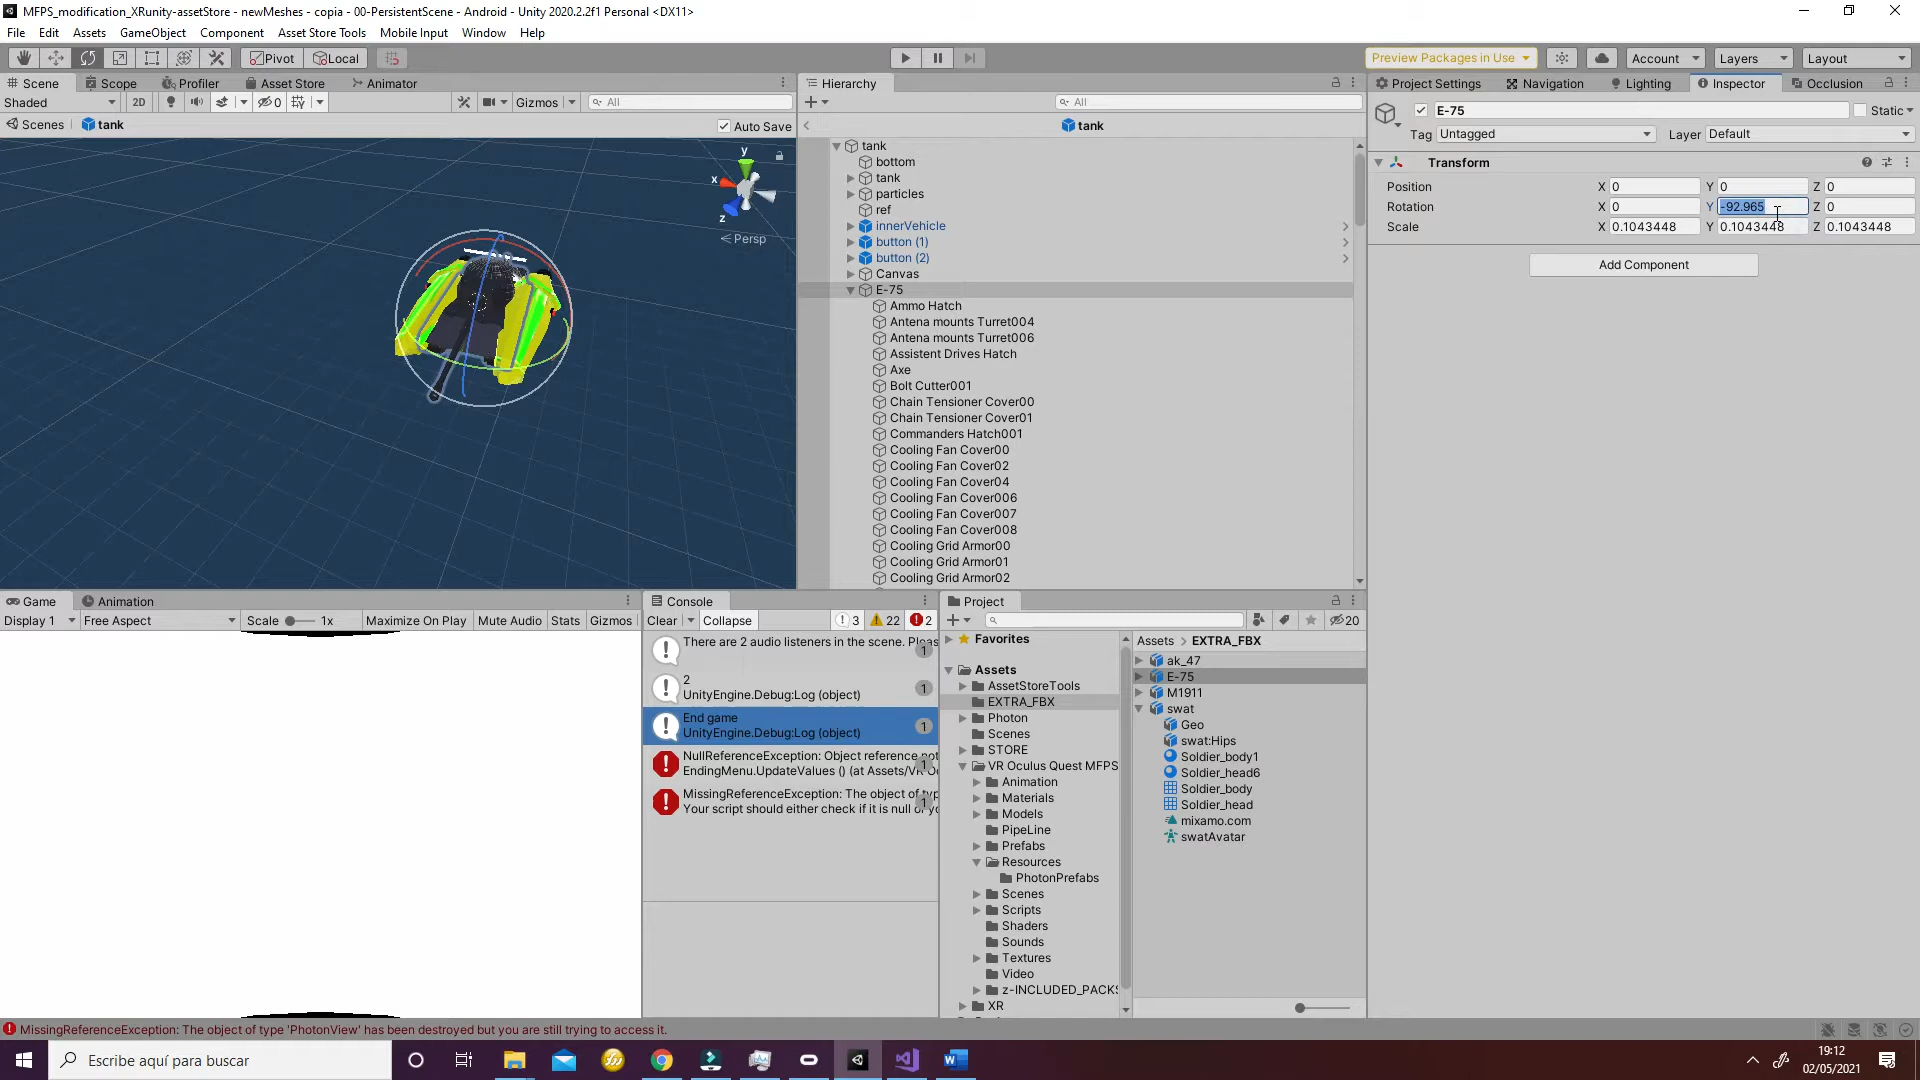 MFPS_modification_XRunity-assetStore - newMeshes - copia - 00-PersistentScene - Android - Unity 2020.2.2f1 Personal <DX11>
File Edit Assets GameObject Component Asset Store Tools Mobile Input Window Help
Pivot Local Preview Packages in Use Account Layers Layout
Scene Scope Profiler Asset Store Animator
Shaded 2D 0 Gizmos All
Scenes tank Auto Save
y
x
z
Persp
Hierarchy
All
tank
tank
bottom
tank
particles
ref
innerVehicle
button (1)
button (2)
Canvas
E-75
Ammo Hatch
Antena mounts Turret004
Antena mounts Turret006
Assistent Drives Hatch
Axe
Bolt Cutter001
Chain Tensioner Cover00
Chain Tensioner Cover01
Commanders Hatch001
Cooling Fan Cover00
Cooling Fan Cover02
Cooling Fan Cover04
Cooling Fan Cover006
Cooling Fan Cover007
Cooling Fan Cover008
Cooling Grid Armor00
Cooling Grid Armor01
Cooling Grid Armor02
Project Settings Navigation Lighting Inspector Occlusion
E-75 Static
Tag Untagged Layer Default
Transform
Position X 0 Y 0 Z 0
Rotation X 0 Y -92.965 Z 0
Scale X 0.1043448 Y 0.1043448 Z 0.1043448
Add Component
Game Animation
Display 1 Free Aspect Scale 1x Maximize On Play Mute Audio Stats Gizmos
Console
Clear Collapse 3 22 2
There are 2 audio listeners in the scene. Pleas
1
2
UnityEngine.Debug:Log (object) 1
End game
UnityEngine.Debug:Log (object) 1
NullReferenceException: Object reference not
EndingMenu.UpdateValues () (at Assets/VR Oc
1
MissingReferenceException: The object of typ
Your script should either check if it is null or yo
1
Project
20
Favorites
Assets
AssetStoreTools
EXTRA_FBX
Photon
Scenes
STORE
VR Oculus Quest MFPS
Animation
Materials
Models
PipeLine
Prefabs
Resources
PhotonPrefabs
Scenes
Scripts
Shaders
Sounds
Textures
Video
z-INCLUDED_PACKS
XR
Assets > EXTRA_FBX
ak_47
E-75
M1911
swat
Geo
swat:Hips
Soldier_body1
Soldier_head6
Soldier_body
Soldier_head
mixamo.com
swatAvatar
MissingReferenceException: The object of type 'PhotonView' has been destroyed but you are still trying to access it.
Escribe aquí para buscar
19:12
02/05/2021